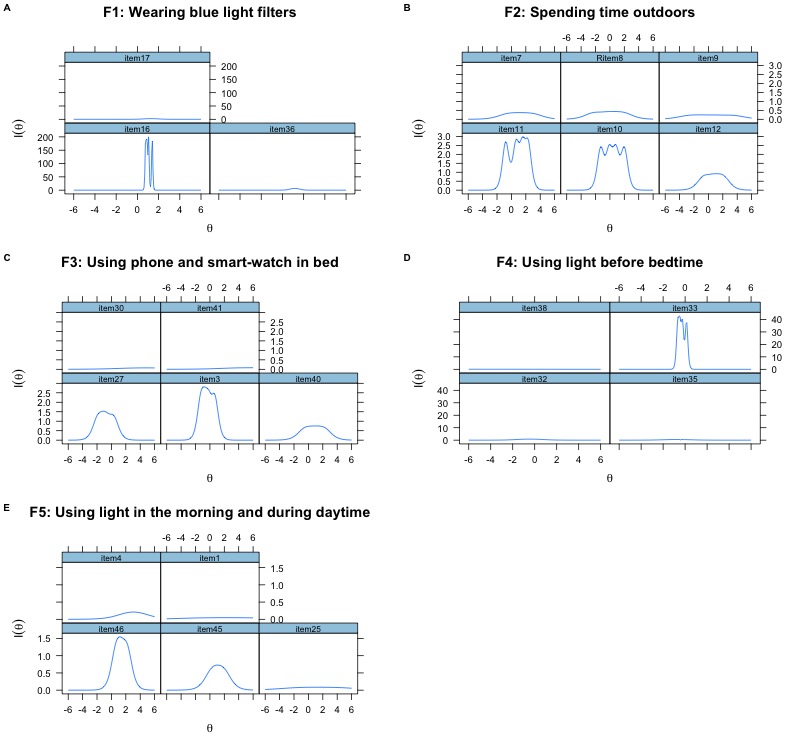 A
F1: Wearing blue light filters
item17
200
150
100
50
0
item16
item36
200
150
100
50
0
I(θ)
-6 -4 -2 0 2 4 6
θ
B
F2: Spending time outdoors
-6 -4 -2 0 2 4 6
item7 Ritem8 item9
3.0
2.5
2.0
1.5
1.0
0.5
0.0
item11 item10 item12
3.0
2.5
2.0
1.5
1.0
0.5
0.0
I(θ)
-6 -4 -2 0 2 4 6 -6 -4 -2 0 2 4 6
θ
C
F3: Using phone and smart-watch in bed
-6 -4 -2 0 2 4 6
item30 item41
2.5
2.0
1.5
1.0
0.5
0.0
item27 item3 item40
2.5
2.0
1.5
1.0
0.5
0.0
I(θ)
-6 -4 -2 0 2 4 6 -6 -4 -2 0 2 4 6
θ
D
F4: Using light before bedtime
-6 -4 -2 0 2 4 6
item38 item33
40
30
20
10
0
item32 item35
40
30
20
10
0
I(θ)
-6 -4 -2 0 2 4 6
θ
E
F5: Using light in the morning and during daytime
-6 -4 -2 0 2 4 6
item4 item1
1.5
1.0
0.5
0.0
item46 item45 item25
1.5
1.0
0.5
0.0
I(θ)
-6 -4 -2 0 2 4 6 -6 -4 -2 0 2 4 6
θ